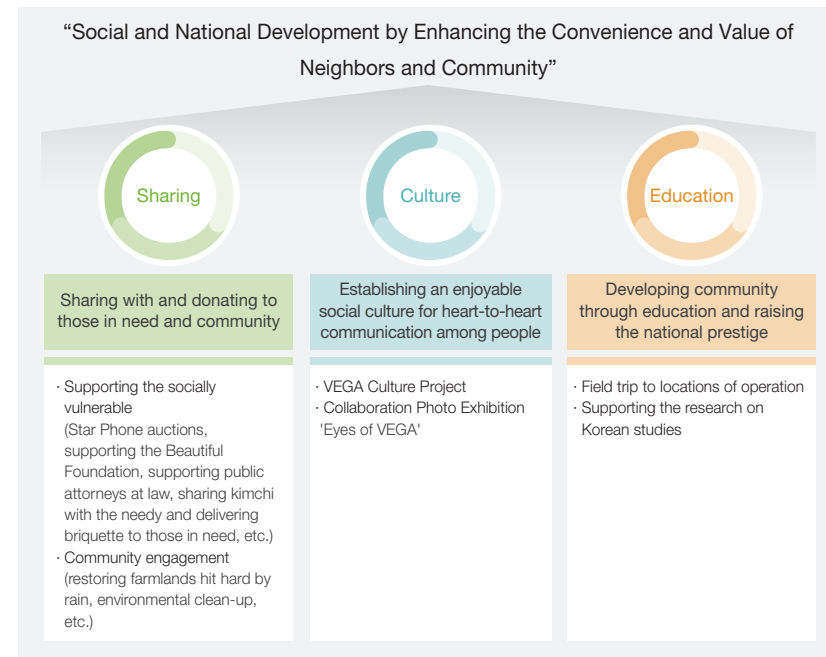 “Social and National Development by Enhancing the Convenience and Value of
Neighbors and Community”
Sharing
Sharing with and donating to
those in need and community
· Supporting the socially
vulnerable
(Star Phone auctions,
supporting the Beautiful
Foundation, supporting public
attorneys at law, sharing kimchi
with the needy and delivering
briquette to those in need, etc.)
· Community engagement
(restoring farmlands hit hard by
rain, environmental clean-up,
etc.)
Culture
Establishing an enjoyable
social culture for heart-to-heart
communication among people
· VEGA Culture Project
· Collaboration Photo Exhibition
'Eyes of VEGA'
Education
Developing community
through education and raising
the national prestige
· Field trip to locations of operation
· Supporting the research on
Korean studies